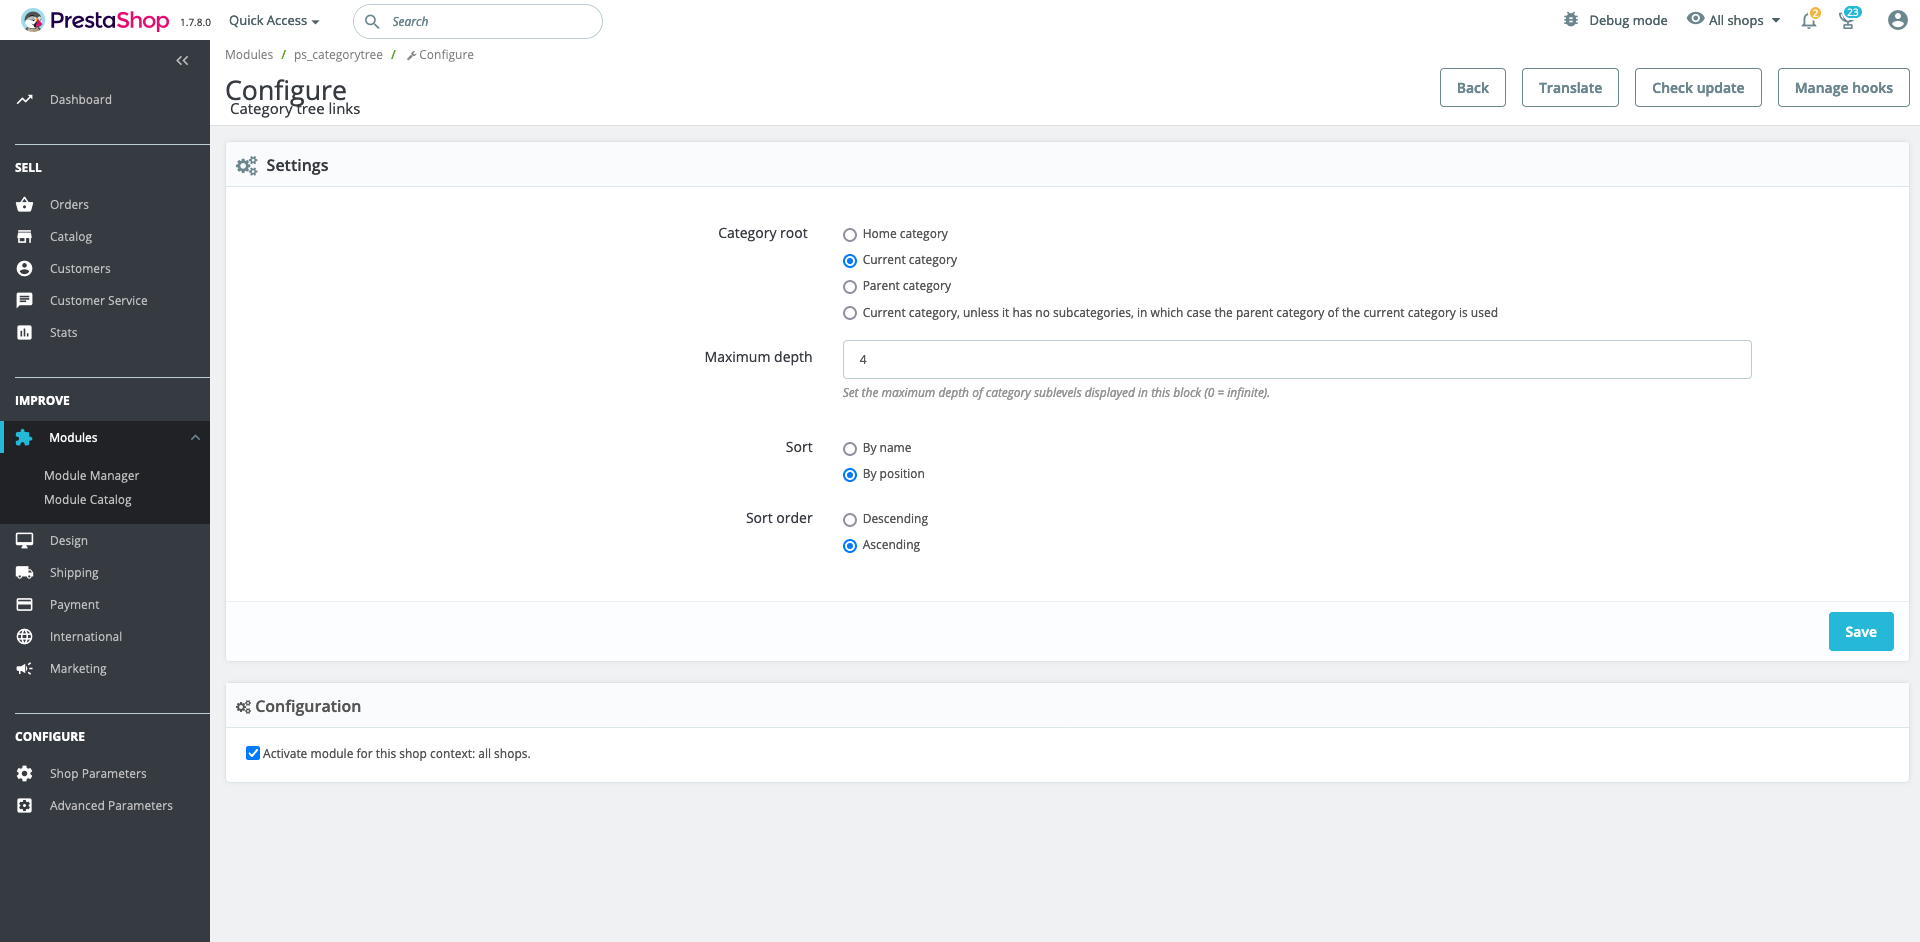 PrestaShop 1.7.8.0 Quick Access Search Debug mode All shops 2 23
Modules / ps_categorytree / Configure
Configure
Category tree links
Back Translate Check update Manage hooks
Dashboard
SELL
Orders
Catalog
Customers
Customer Service
Stats
IMPROVE
Modules
Module Manager
Module Catalog
Design
Shipping
Payment
International
Marketing
CONFIGURE
Shop Parameters
Advanced Parameters
Settings
Category root
Home category
Current category
Parent category
Current category, unless it has no subcategories, in which case the parent category of the current category is used
Maximum depth 4
Set the maximum depth of category sublevels displayed in this block (0 = infinite).
Sort
By name
By position
Sort order
Descending
Ascending
Save
Configuration
Activate module for this shop context: all shops.